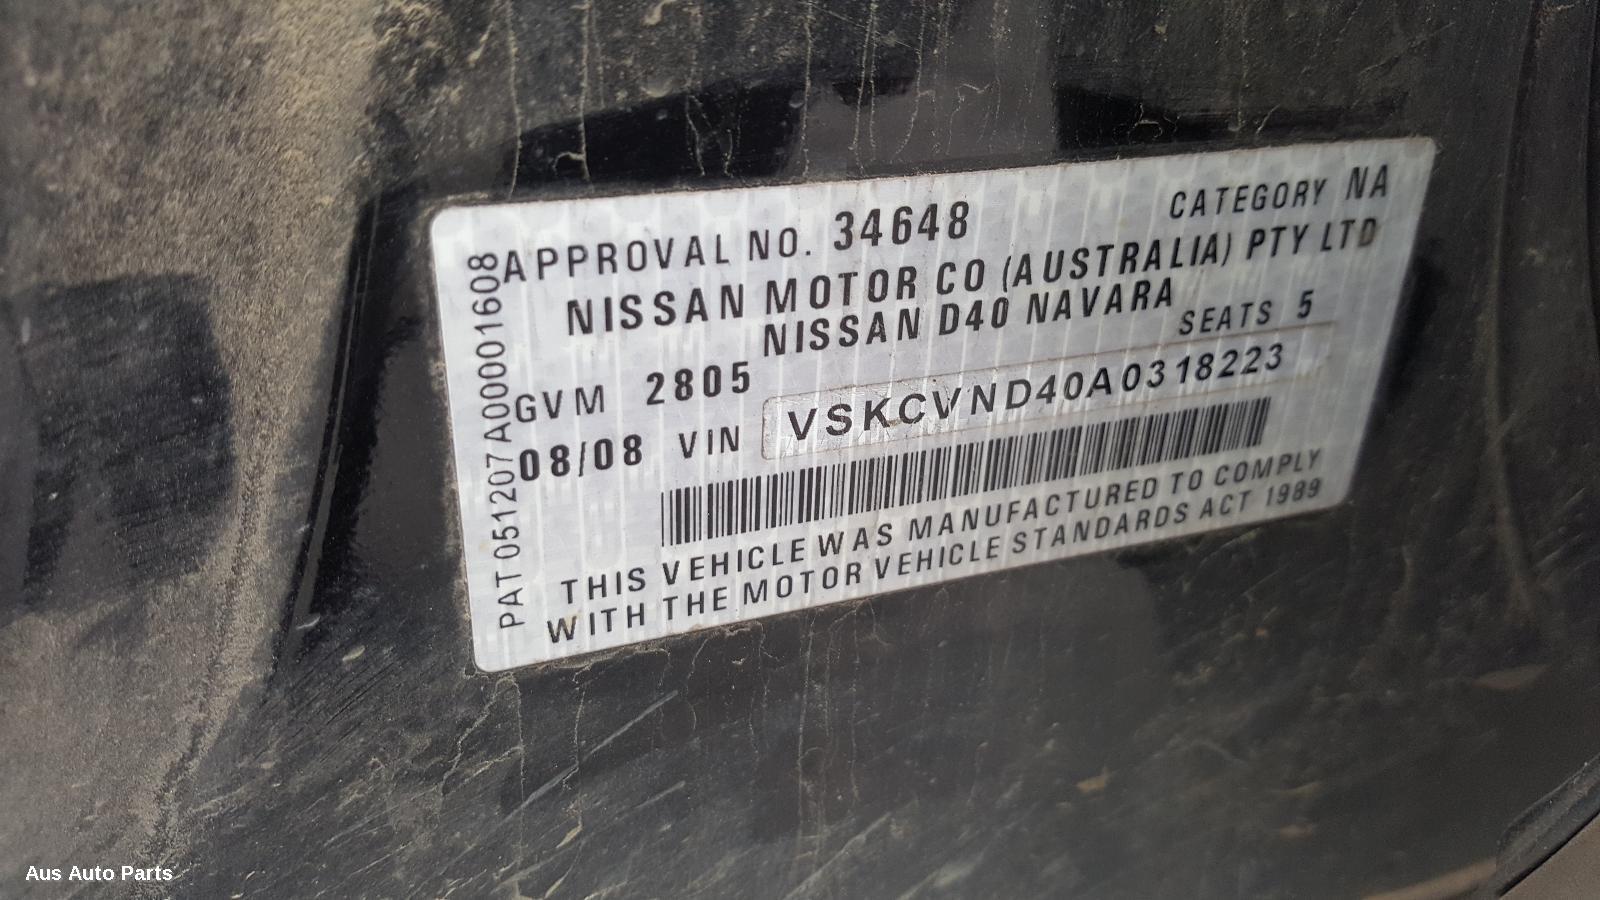 APPROVAL NO. 34648 CATEGORY NA
NISSAN MOTOR CO (AUSTRALIA) PTY LTD
NISSAN D40 NAVARA
GVM 2805 SEATS 5
08/08 VIN VSKCVND40A0318223
THIS VEHICLE WAS MANUFACTURED TO COMPLY
WITH THE MOTOR VEHICLE STANDARDS ACT 1989
PAT 051207A00001608
Aus Auto Parts